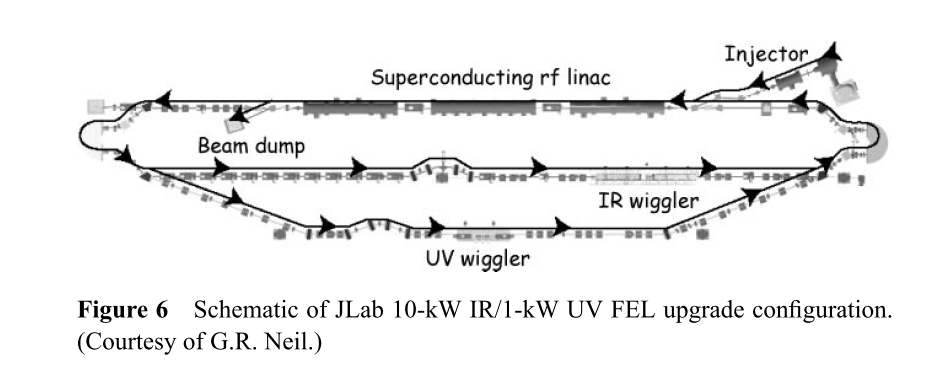 Injector
Superconducting rf linac
Beam dump
IR wiggler
UV wiggler
Figure 6 Schematic of JLab 10-kW IR/1-kW UV FEL upgrade configuration.
(Courtesy of G.R. Neil.)